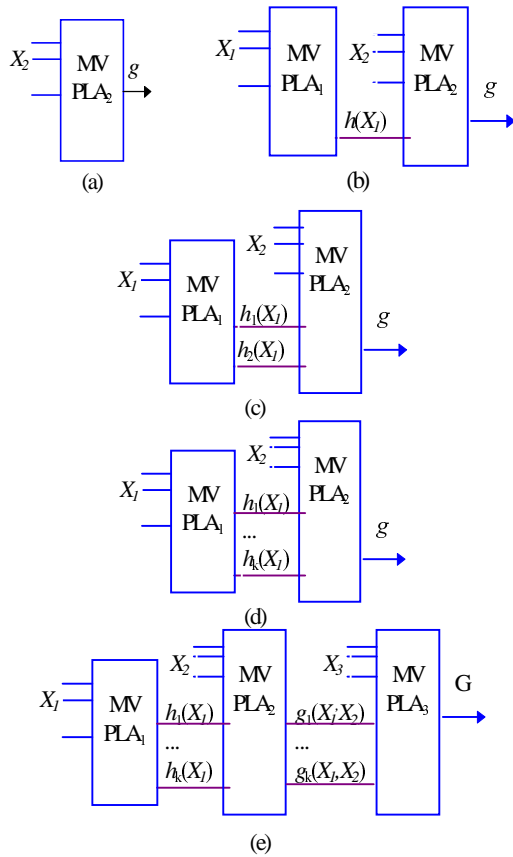 X2
MV
PLA2
g
(a)
X1
MV
PLA1
h(X1)
X2
MV
PLA2
g
(b)
X1
MV
PLA1
h1(X1)
h2(X1)
X2
MV
PLA2
g
(c)
X1
MV
PLA1
h1(X1)
...
hk(X1)
X2
MV
PLA2
g
(d)
X1
MV
PLA1
h1(X1)
...
hk(X1)
X2
MV
PLA2
g1(X1,X2)
...
gk(X1,X2)
X3
MV
PLA3
G
(e)